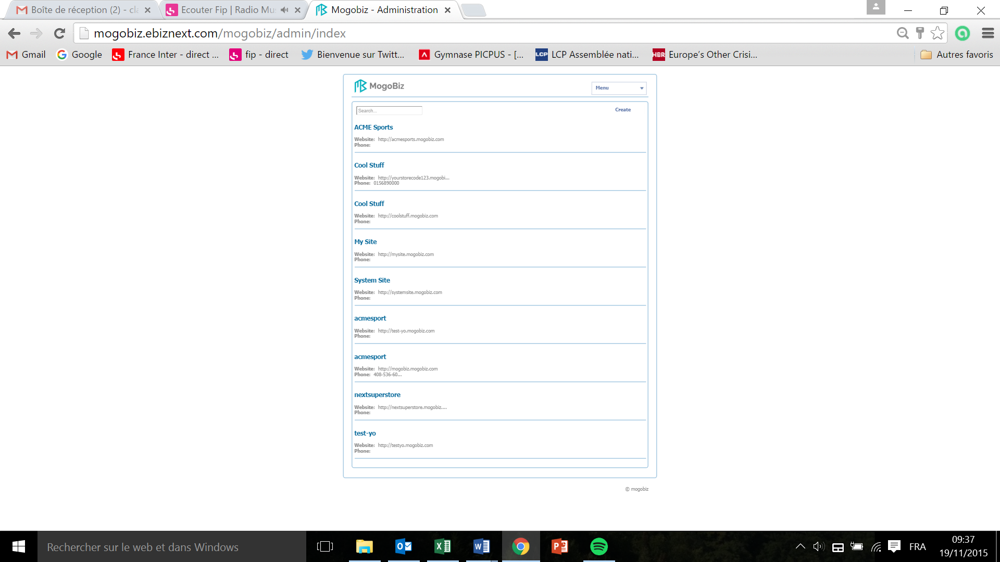 Boîte de réception (2) - cl
Ecouter Fip | Radio Mu
Mogobiz - Administration
mogobiz.ebiznext.com/mogobiz/admin/index
Gmail
Google
France Inter - direct ...
fip - direct
Bienvenue sur Twitt...
Gymnase PICPUS - [...
LCP
LCP Assemblée nati...
HBR
Europe's Other Crisi...
Autres favoris
MogoBiz
Menu
Search...
Create
ACME Sports
Website: http://acmesports.mogobiz.com
Phone:
Cool Stuff
Website: http://yourstorecode123.mogobi...
Phone: 0156890000
Cool Stuff
Website: http://coolstuff.mogobiz.com
Phone:
My Site
Website: http://mysite.mogobiz.com
Phone:
System Site
Website: http://systemsite.mogobiz.com
Phone:
acmesport
Website: http://test-yo.mogobiz.com
Phone:
acmesport
Website: http://mogobiz.mogobiz.com
Phone: 408-536-60...
nextsuperstore
Website: http://nextsuperstore.mogobiz....
Phone:
test-yo
Website: http://testyo.mogobiz.com
Phone:
© mogobiz
Rechercher sur le web et dans Windows
FRA
09:37
19/11/2015